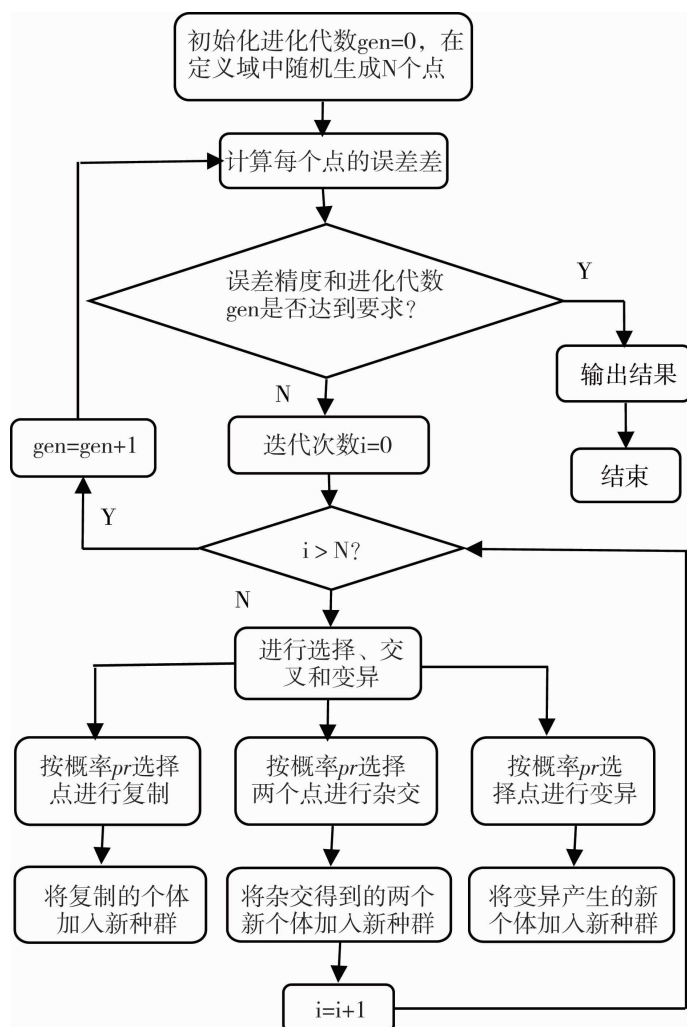 初始化进化代数gen=0，在
定义域中随机生成N个点
计算每个点的误差差
误差精度和进化代数
gen是否达到要求？
Y
输出结果
结束
N
迭代次数i=0
gen=gen+1
Y
i > N？
N
进行选择、交
叉和变异
按概率pr选择
点进行复制
按概率pr选择
两个点进行杂交
按概率pr选
择点进行变异
将复制的个体
加入新种群
将杂交得到的两个
新个体加入新种群
将变异产生的新
个体加入新种群
i=i+1